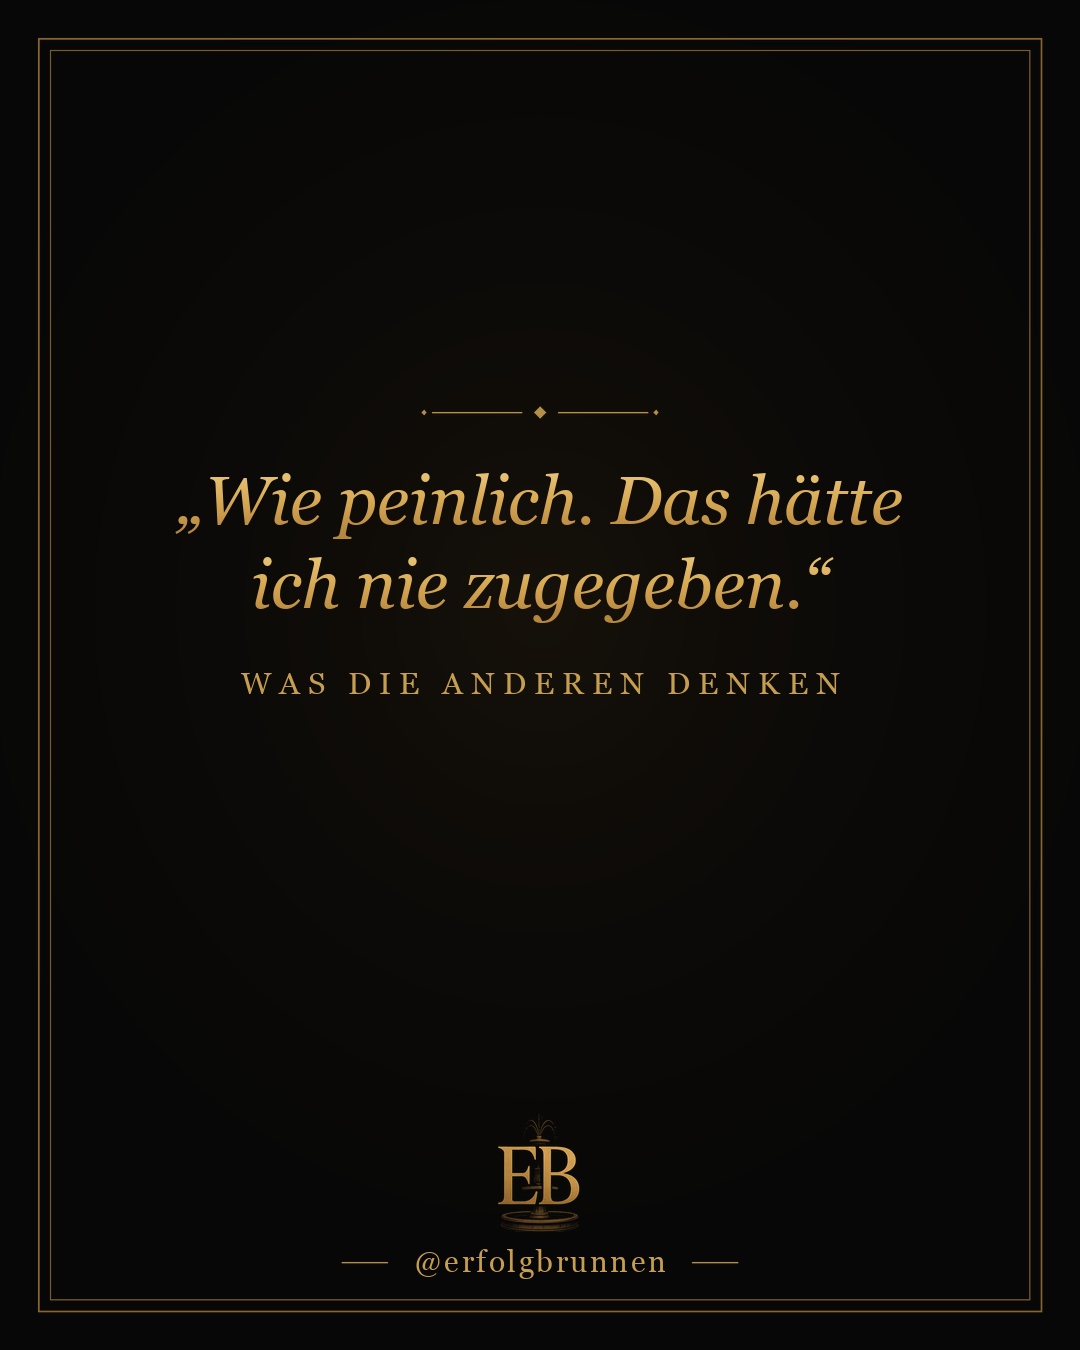 „Wie peinlich. Das hätte
ich nie zugegeben.“
WAS DIE ANDEREN DENKEN
EB
@erfolgbrunnen